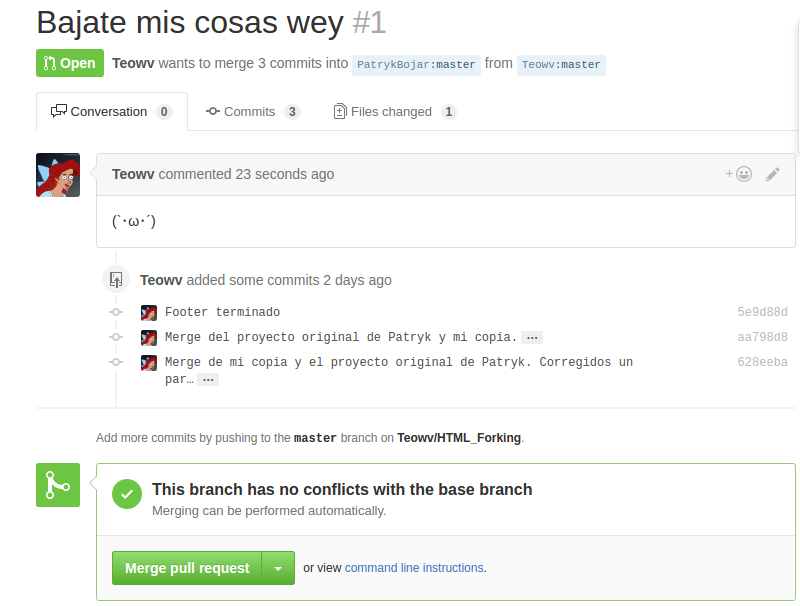 Bajate mis cosas wey #1
Open Teowv wants to merge 3 commits into PatrykBojar:master from Teowv:master
Conversation 0 Commits 3 Files changed 1
Teowv commented 23 seconds ago
(`･ω･´)
Teowv added some commits 2 days ago
Footer terminado 5e9d88d
Merge del proyecto original de Patryk y mi copia. … aa798d8
Merge de mi copia y el proyecto original de Patryk. Corregidos un 628eeba
par… …
Add more commits by pushing to the master branch on Teowv/HTML_Forking.
This branch has no conflicts with the base branch
Merging can be performed automatically.
Merge pull request or view command line instructions.